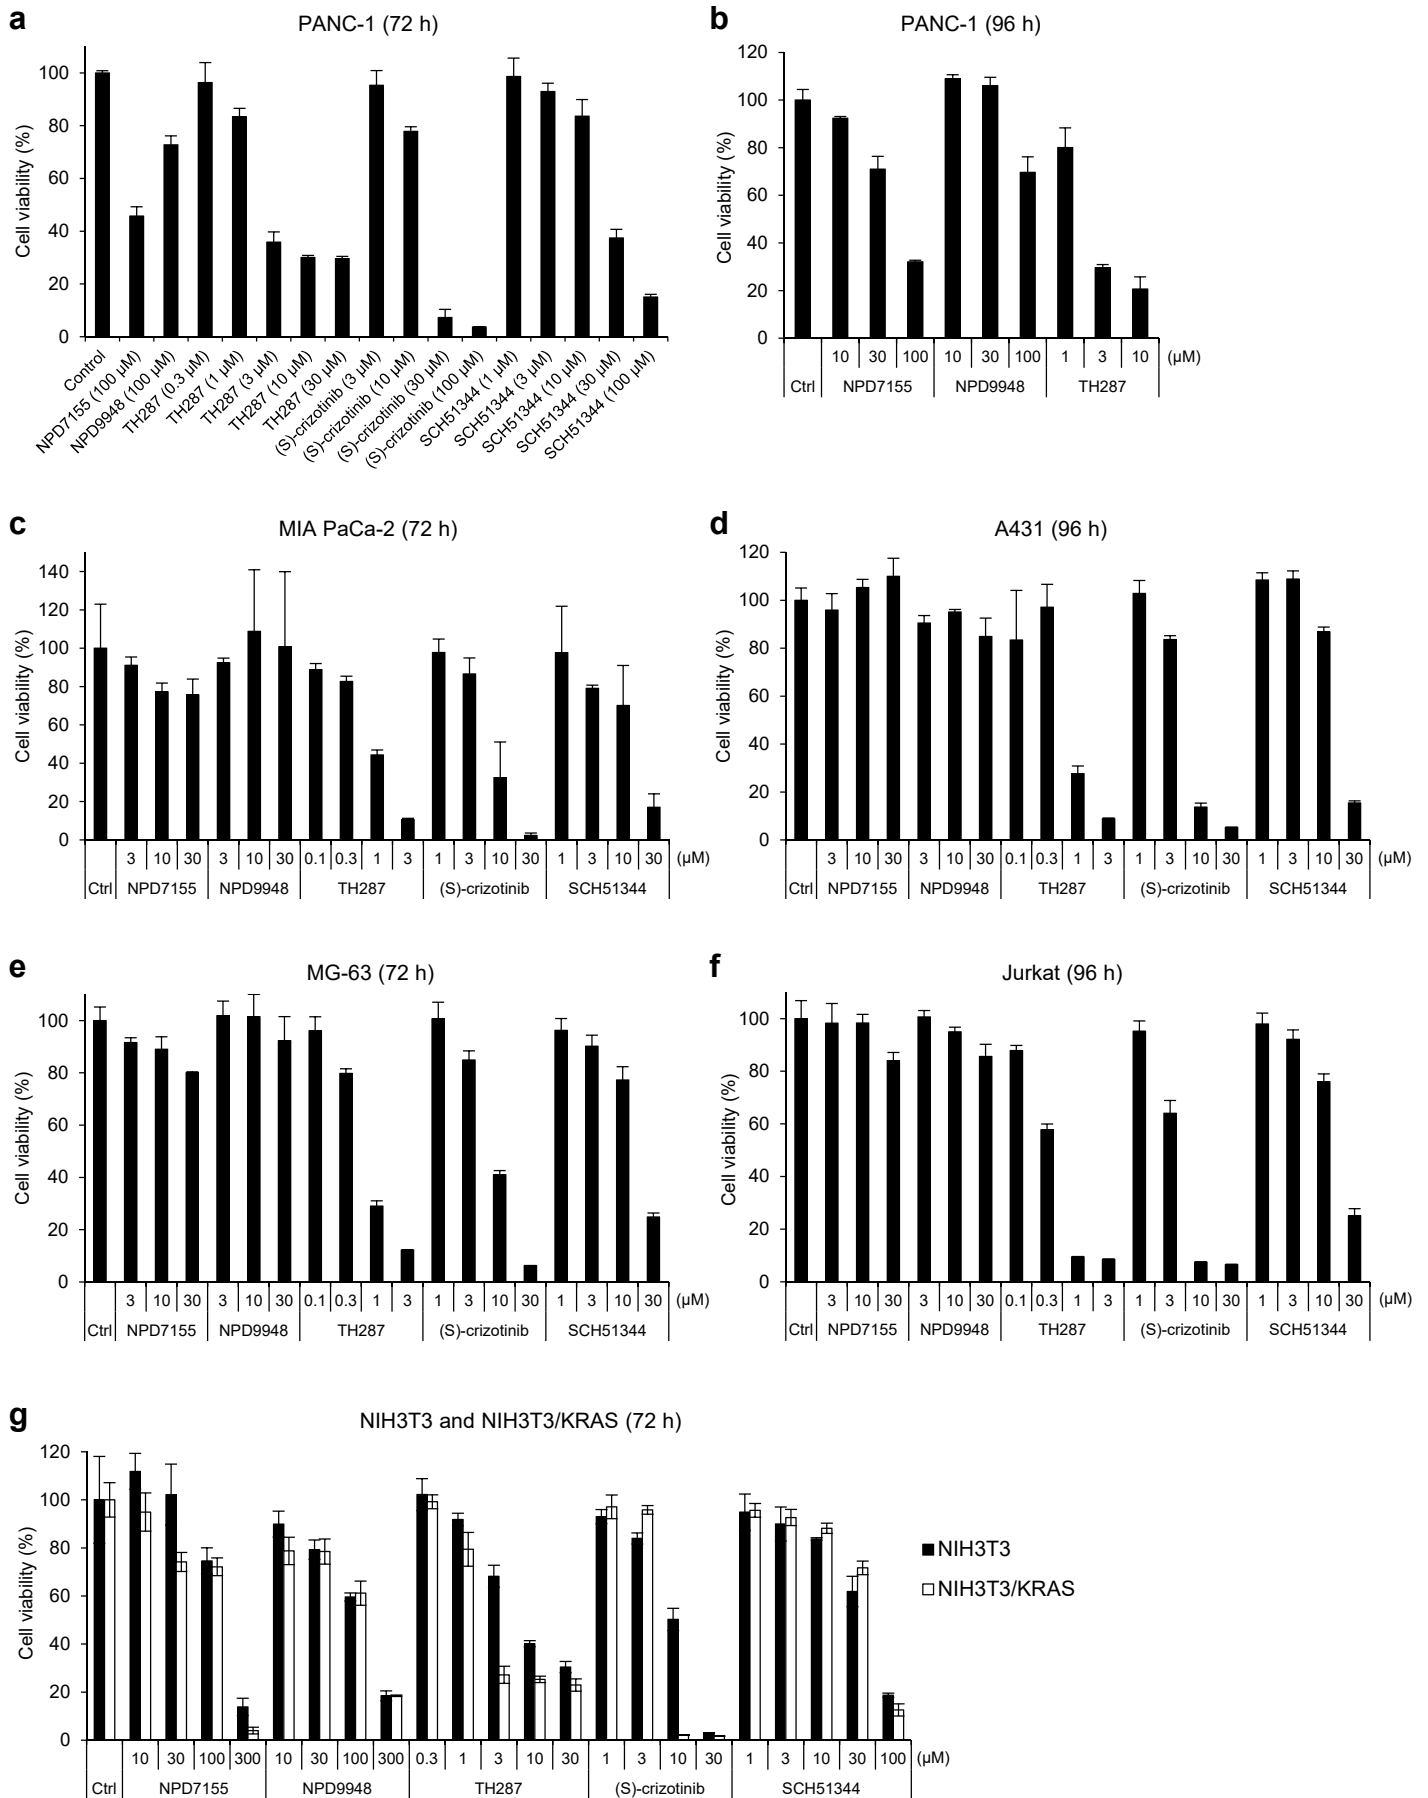 a
PANC-1 (72 h)
Cell viability (%)
100
80
60
40
20
0
Control
NPD7155 (100 µM)
NPD9948 (100 µM)
TH287 (0.3 µM)
TH287 (1 µM)
TH287 (3 µM)
TH287 (10 µM)
TH287 (30 µM)
(S)-crizotinib (3 µM)
(S)-crizotinib (10 µM)
(S)-crizotinib (30 µM)
(S)-crizotinib (100 µM)
SCH51344 (1 µM)
SCH51344 (3 µM)
SCH51344 (10 µM)
SCH51344 (30 µM)
SCH51344 (100 µM)
b
PANC-1 (96 h)
Cell viability (%)
120
100
80
60
40
20
0
10 30 100 10 30 100 1 3 10 (µM)
Ctrl NPD7155 NPD9948 TH287
c
MIA PaCa-2 (72 h)
Cell viability (%)
140
120
100
80
60
40
20
0
3 10 30 3 10 30 0.1 0.3 1 3 1 3 10 30 1 3 10 30 (µM)
Ctrl NPD7155 NPD9948 TH287 (S)-crizotinib SCH51344
d
A431 (96 h)
Cell viability (%)
120
100
80
60
40
20
0
3 10 30 3 10 30 0.1 0.3 1 3 1 3 10 30 1 3 10 30 (µM)
Ctrl NPD7155 NPD9948 TH287 (S)-crizotinib SCH51344
e
MG-63 (72 h)
Cell viability (%)
100
80
60
40
20
0
3 10 30 3 10 30 0.1 0.3 1 3 1 3 10 30 1 3 10 30 (µM)
Ctrl NPD7155 NPD9948 TH287 (S)-crizotinib SCH51344
f
Jurkat (96 h)
Cell viability (%)
100
80
60
40
20
0
3 10 30 3 10 30 0.1 0.3 1 3 1 3 10 30 1 3 10 30 (µM)
Ctrl NPD7155 NPD9948 TH287 (S)-crizotinib SCH51344
g
NIH3T3 and NIH3T3/KRAS (72 h)
Cell viability (%)
120
100
80
60
40
20
0
10 30 100 300 10 30 100 300 0.3 1 3 10 30 1 3 10 30 1 3 10 30 100 (µM)
Ctrl NPD7155 NPD9948 TH287 (S)-crizotinib SCH51344
NIH3T3
NIH3T3/KRAS